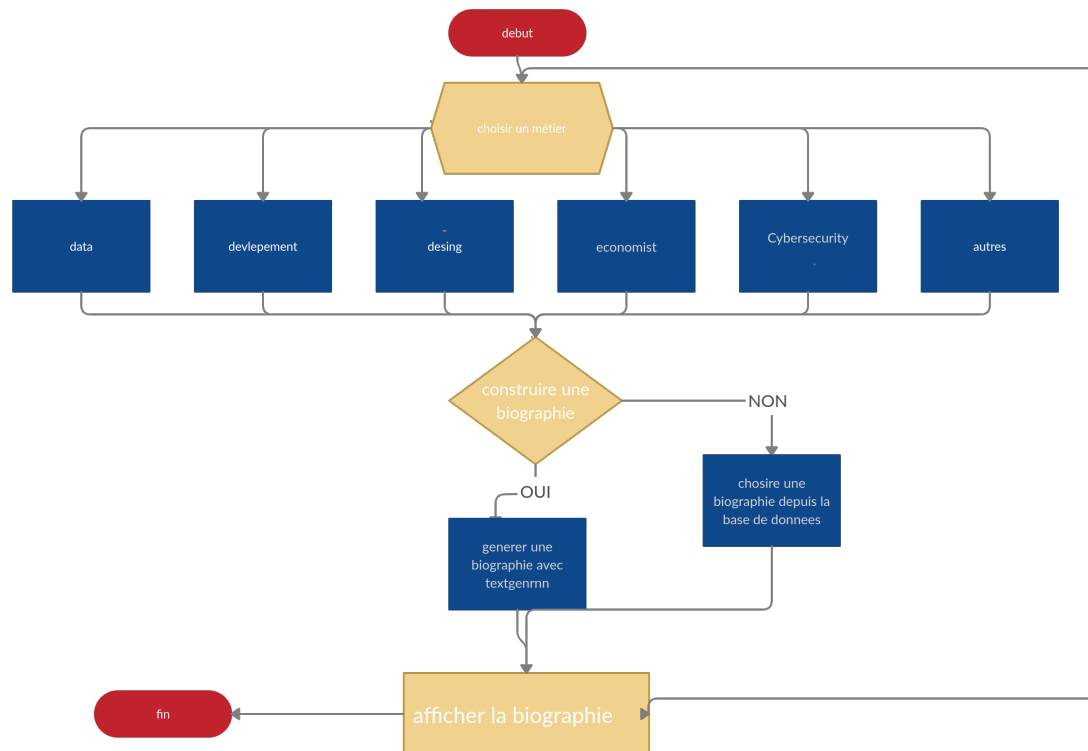 debut
choisir un métier
data
devlepement
desing
economist
Cybersecurity
autres
construire une
biographie
NON
OUI
chosire une
biographie depuis la
base de donnees
generer une
biographie avec
textgenrnn
afficher la biographie
fin